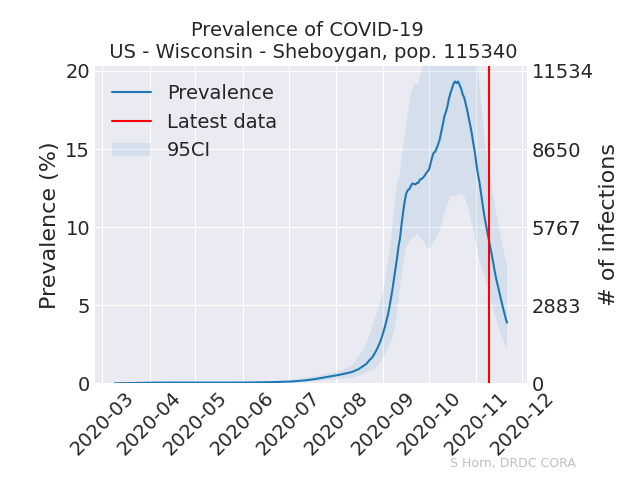 Prevalence of COVID-19
US - Wisconsin - Sheboygan, pop. 115340
Prevalence (%)
20
15
10
5
0
Prevalence
Latest data
95CI
11534
8650
5767
2883
0
# of infections
2020-03
2020-04
2020-05
2020-06
2020-07
2020-08
2020-09
2020-10
2020-11
2020-12
S Horn, DRDC CORA